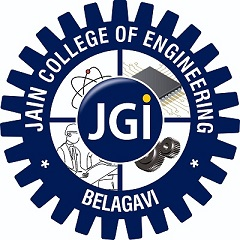 JAIN COLLEGE OF ENGINEERING
JGi
BELAGAVI